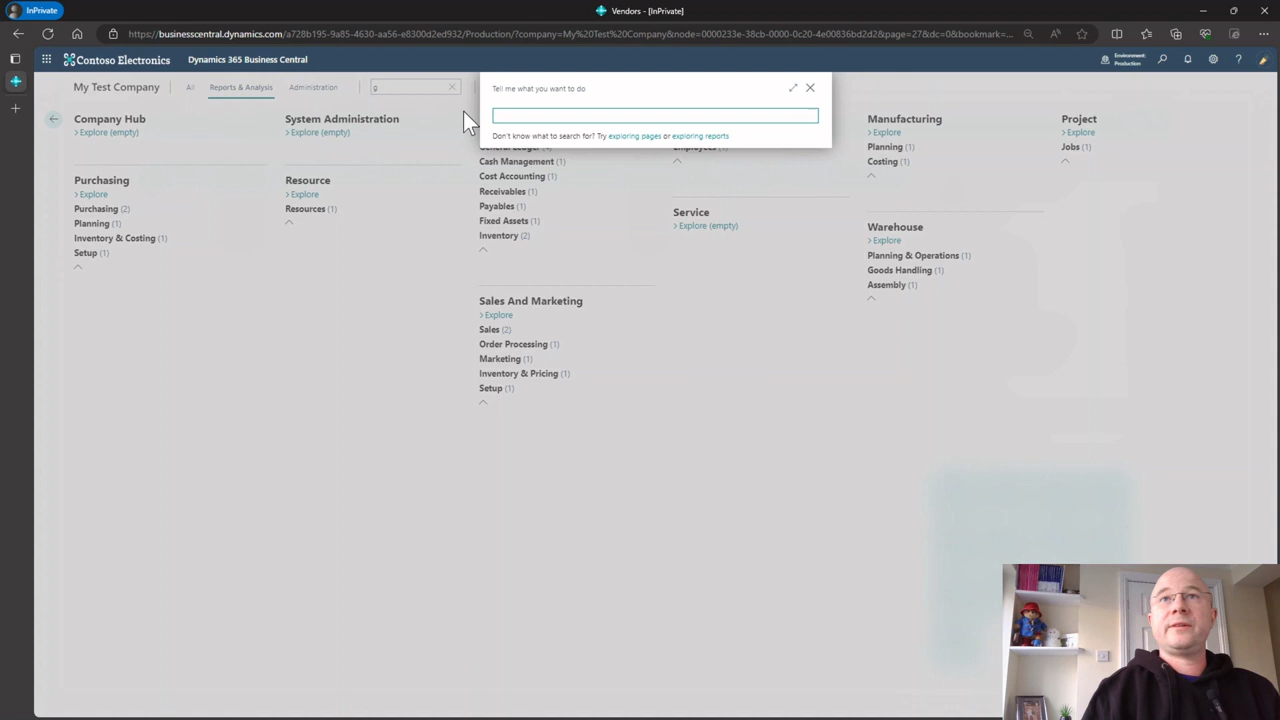 InPrivate
Vendors - [InPrivate]
https://businesscentral.dynamics.com/a728b195-9a85-4630-aa56-e8300d2ed932/Production/?company=My%20Test%20Company&node=0000233e-38cb-0000-0c20-4e00836bd2d2&page=27&dc=0&bookmark=...
Contoso Electronics
Dynamics 365 Business Central
Environment:
Production
My Test Company
All
Reports & Analysis
Administration
g
Tell me what you want to do
Don't know what to search for? Try exploring pages or exploring reports
Company Hub
Explore (empty)
System Administration
Explore (empty)
General Ledger
Cash Management (1)
Cost Accounting (1)
Receivables (1)
Payables (1)
Fixed Assets (1)
Inventory (2)
Employees (1)
Manufacturing
Explore
Planning (1)
Costing (1)
Project
Explore
Jobs (1)
Purchasing
Explore
Purchasing (2)
Planning (1)
Inventory & Costing (1)
Setup (1)
Resource
Explore
Resources (1)
Service
Explore (empty)
Warehouse
Explore
Planning & Operations (1)
Goods Handling (1)
Assembly (1)
Sales And Marketing
Explore
Sales (2)
Order Processing (1)
Marketing (1)
Inventory & Pricing (1)
Setup (1)